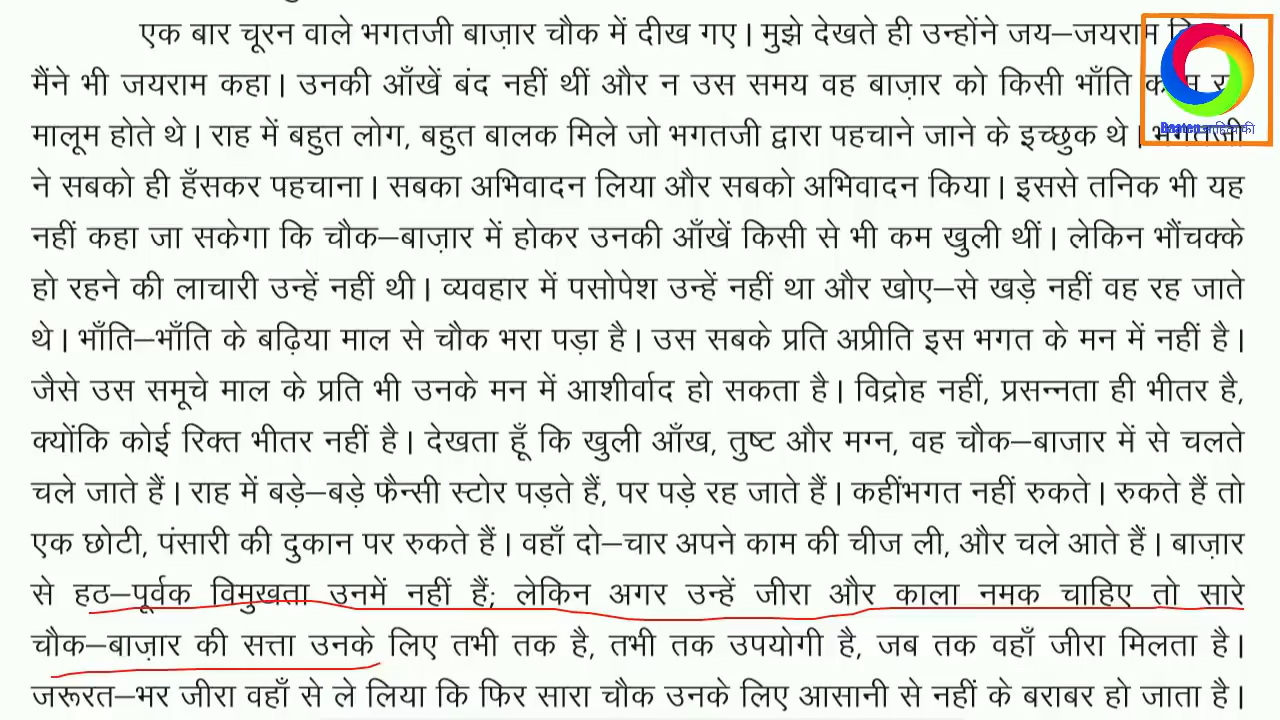 एक बार चूरन वाले भगतजी बाज़ार चौक में दीख गए। मुझे देखते ही उन्होंने जय–जयराम
मैंने भी जयराम कहा। उनकी आँखें बंद नहीं थीं और न उस समय वह बाज़ार को किसी भाँति
मालूम होते थे। राह में बहुत लोग, बहुत बालक मिले जो भगतजी द्वारा पहचाने जाने के इच्छुक थे। भगतजी
ने सबको ही हँसकर पहचाना। सबका अभिवादन लिया और सबको अभिवादन किया। इससे तनिक भी यह
नहीं कहा जा सकेगा कि चौक–बाज़ार में होकर उनकी आँखें किसी से भी कम खुली थीं। लेकिन भौंचक्के
हो रहने की लाचारी उन्हें नहीं थी। व्यवहार में पसोपेश उन्हें नहीं था और खोए–से खड़े नहीं वह रह जाते
थे। भाँति–भाँति के बढ़िया माल से चौक भरा पड़ा है। उस सबके प्रति अप्रीति इस भगत के मन में नहीं है।
जैसे उस समूचे माल के प्रति भी उनके मन में आशीर्वाद हो सकता है। विद्रोह नहीं, प्रसन्नता ही भीतर है,
क्योंकि कोई रिक्त भीतर नहीं है। देखता हूँ कि खुली आँख, तुष्ट और मग्न, वह चौक–बाजार में से चलते
चले जाते हैं। राह में बड़े–बड़े फैन्सी स्टोर पड़ते हैं, पर पड़े रह जाते हैं। कहींभगत नहीं रुकते। रुकते हैं तो
एक छोटी, पंसारी की दुकान पर रुकते हैं। वहाँ दो–चार अपने काम की चीज ली, और चले आते हैं। बाज़ार
से हठ–पूर्वक विमुखता उनमें नहीं हैं; लेकिन अगर उन्हें जीरा और काला नमक चाहिए तो सारे
चौक–बाज़ार की सत्ता उनके लिए तभी तक है, तभी तक उपयोगी है, जब तक वहाँ जीरा मिलता है।
जरूरत–भर जीरा वहाँ से ले लिया कि फिर सारा चौक उनके लिए आसानी से नहीं के बराबर हो जाता है।